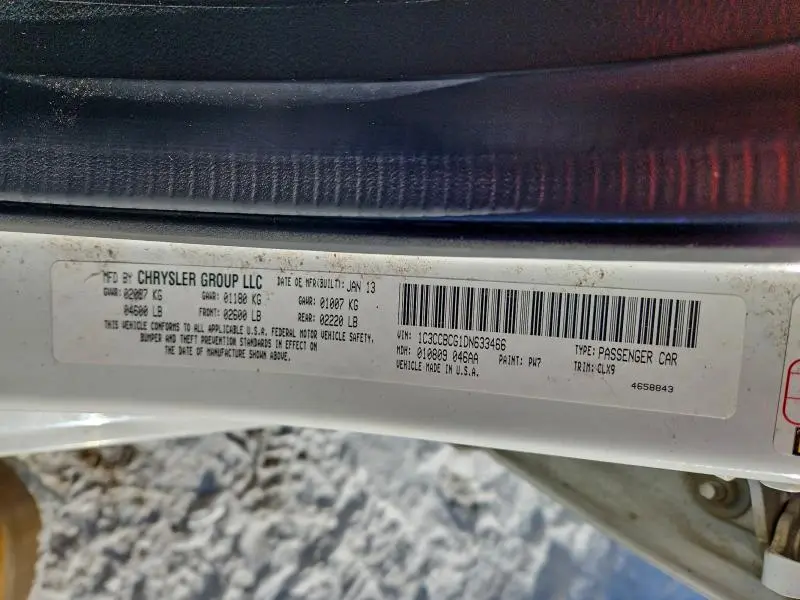 MFD BY CHRYSLER GROUP LLC DATE OF MFR(BUILT): JAN 13
GVWR: 02087 KG GAWR: 01180 KG GAWR: 01007 KG
04600 LB FRONT: 02600 LB REAR: 02220 LB
THIS VEHICLE CONFORMS TO ALL APPLICABLE U.S.A. FEDERAL MOTOR VEHICLE SAFETY,
BUMPER AND THEFT PREVENTION STANDARDS IN EFFECT ON
THE DATE OF MANUFACTURE SHOWN ABOVE.
VIN: 1C3CCBCG1DN633466 TYPE: PASSENGER CAR
MDH: 010809 046AA PAINT: PW7 TRIM: CLX9
VEHICLE MADE IN U.S.A. 4658843